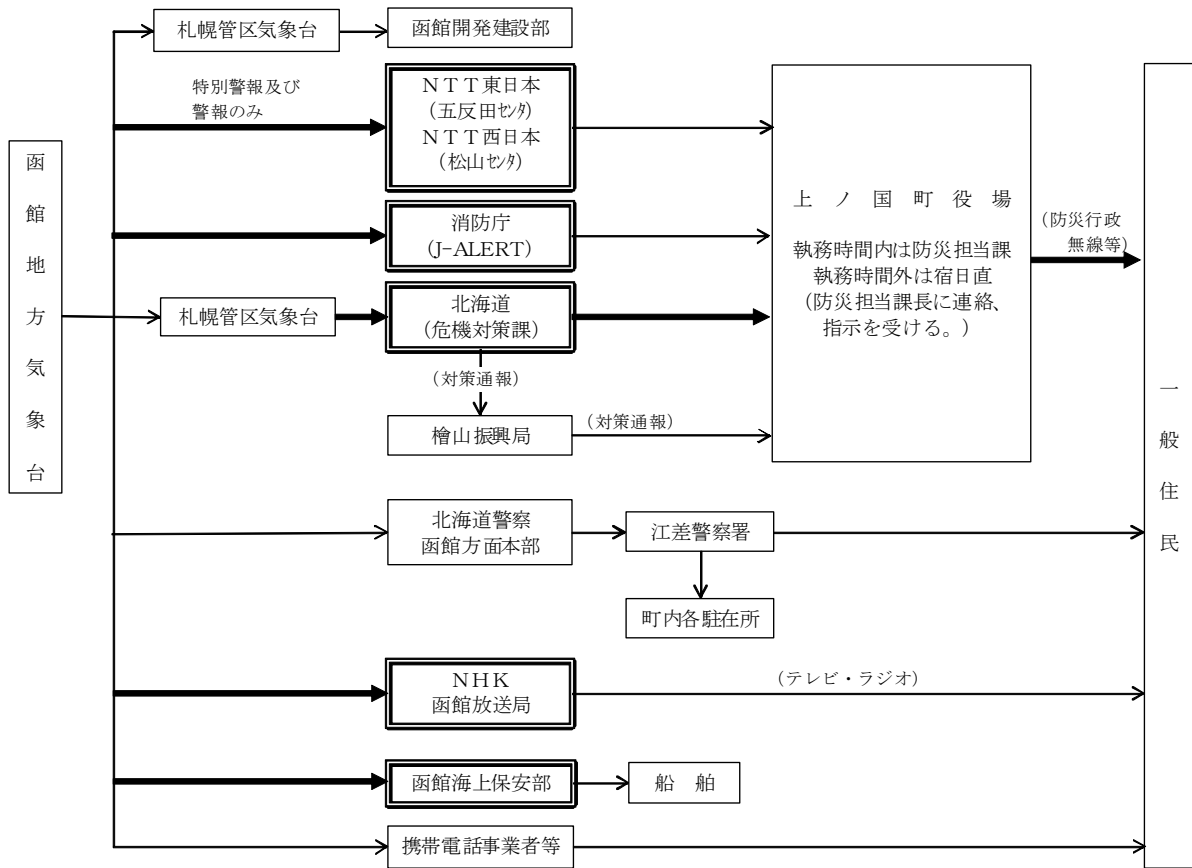 札幌管区気象台
函館開発建設部
特別警報及び
警報のみ
ＮＴＴ東日本
(五反田ｾﾝﾀ)
ＮＴＴ西日本
(松山ｾﾝﾀ)
函館地方気象台
消防庁
(J-ALERT)
札幌管区気象台
北海道
(危機対策課)
上ノ国町役場
執務時間内は防災担当課
執務時間外は宿日直
(防災担当課長に連絡、
指示を受ける。)
(防災行政
無線等)
(対策通報)
檜山振興局
(対策通報)
一般住民
北海道警察
函館方面本部
江差警察署
町内各駐在所
NHK
函館放送局
(テレビ・ラジオ)
函館海上保安部
船　舶
携帯電話事業者等